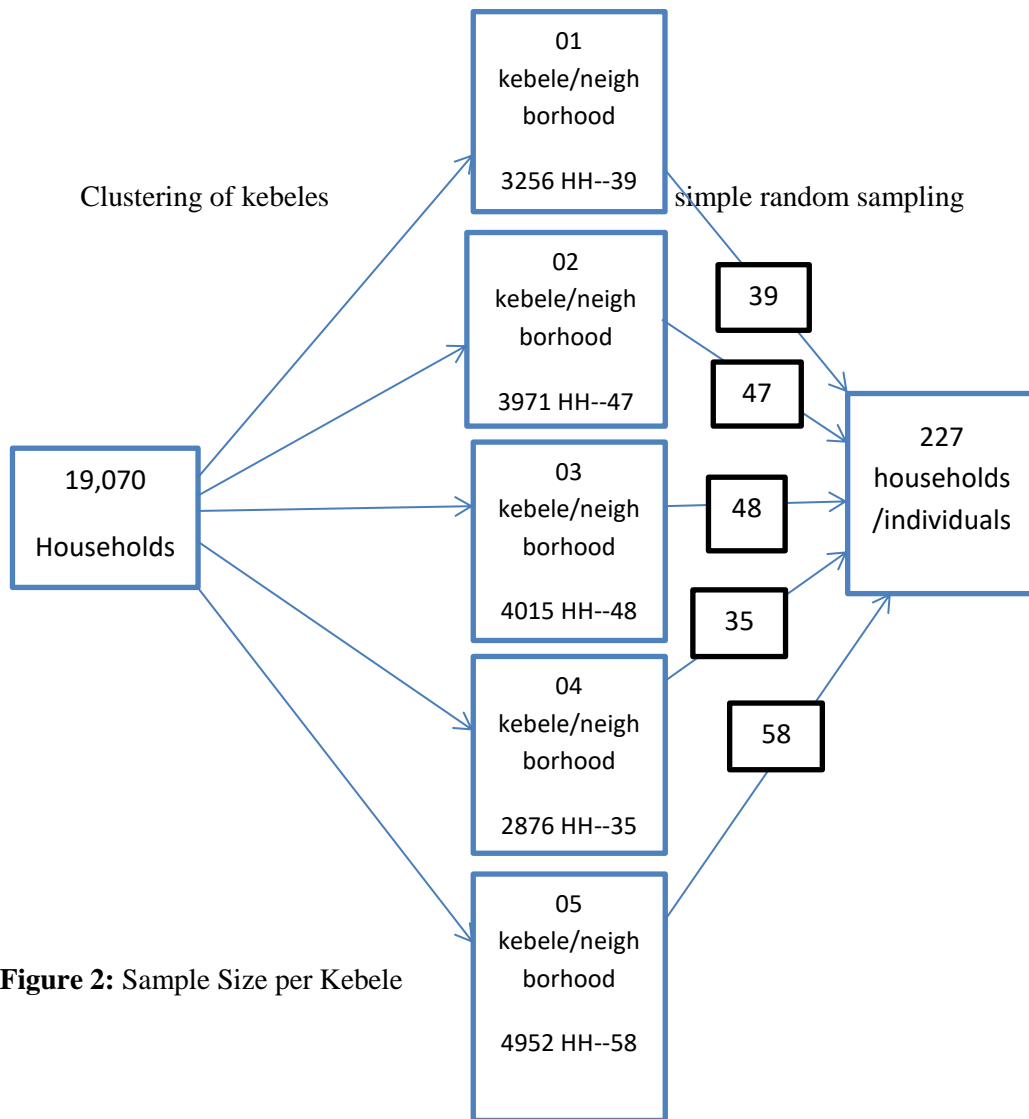 01
kebele/neigh
borhood
3256 HH--39
Clustering of kebeles
simple random sampling
02
kebele/neigh
borhood
3971 HH--47
39
47
19,070
Households
03
kebele/neigh
borhood
4015 HH--48
48
227
households
/individuals
35
04
kebele/neigh
borhood
2876 HH--35
58
05
kebele/neigh
borhood
4952 HH--58
Figure 2: Sample Size per Kebele